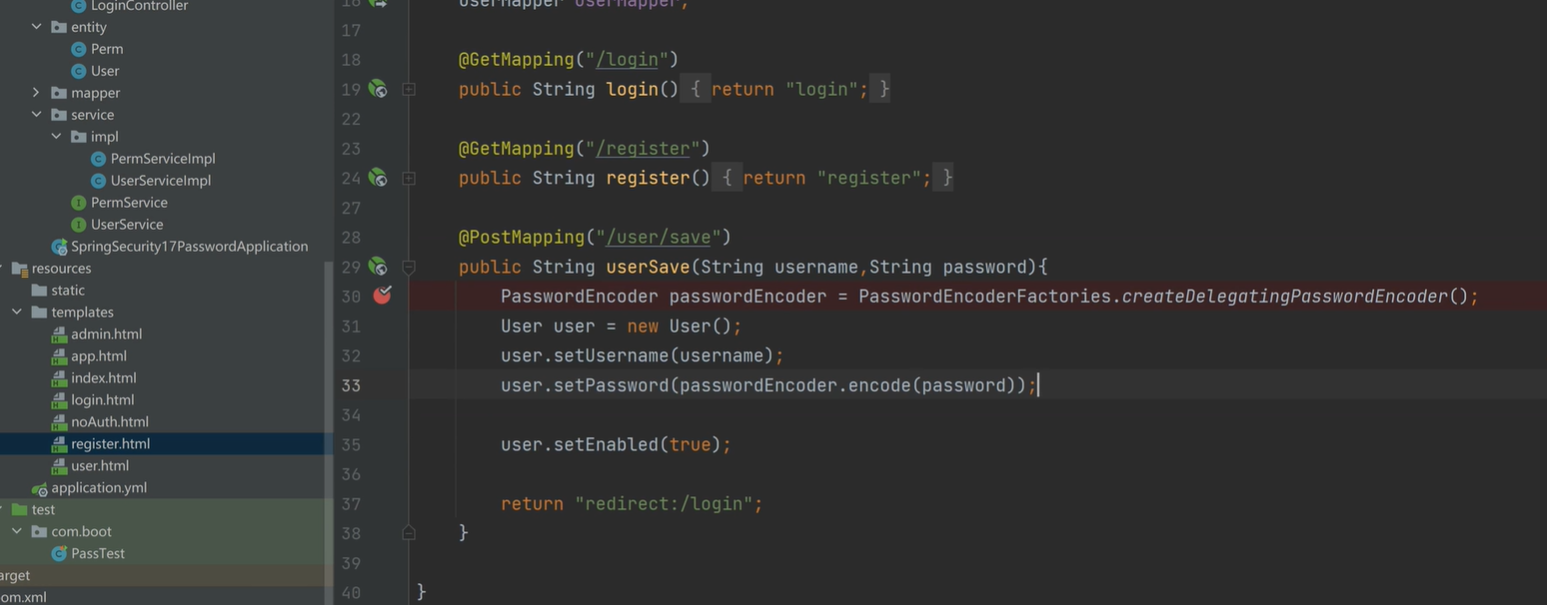 LoginController
entity
Perm
User
mapper
service
impl
PermServiceImpl
UserServiceImpl
PermService
UserService
SpringSecurity17PasswordApplication
resources
static
templates
admin.html
app.html
index.html
login.html
noAuth.html
register.html
user.html
application.yml
test
com.boot
PassTest
arget
om.xml
16 userMapper userMapper;
17
18 @GetMapping("/login")
19 public String login() { return "login"; }
22
23 @GetMapping("/register")
24 public String register() { return "register"; }
27
28 @PostMapping("/user/save")
29 public String userSave(String username,String password){
30 PasswordEncoder passwordEncoder = PasswordEncoderFactories.createDelegatingPasswordEncoder();
31 User user = new User();
32 user.setUsername(username);
33 user.setPassword(passwordEncoder.encode(password));
34
35 user.setEnabled(true);
36
37 return "redirect:/login";
38 }
39
40 }